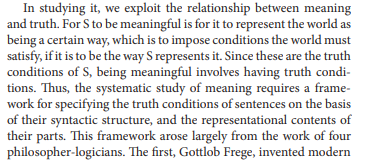 In studying it, we exploit the relationship between meaning
and truth. For S to be meaningful is for it to represent the world as
being a certain way, which is to impose conditions the world must
satisfy, if it is to be the way S represents it. Since these are the truth
conditions of S, being meaningful involves having truth condi-
tions. Thus, the systematic study of meaning requires a frame-
work for specifying the truth conditions of sentences on the basis
of their syntactic structure, and the representational contents of
their parts. This framework arose largely from the work of four
philosopher-logicians. The first, Gottlob Frege, invented modern